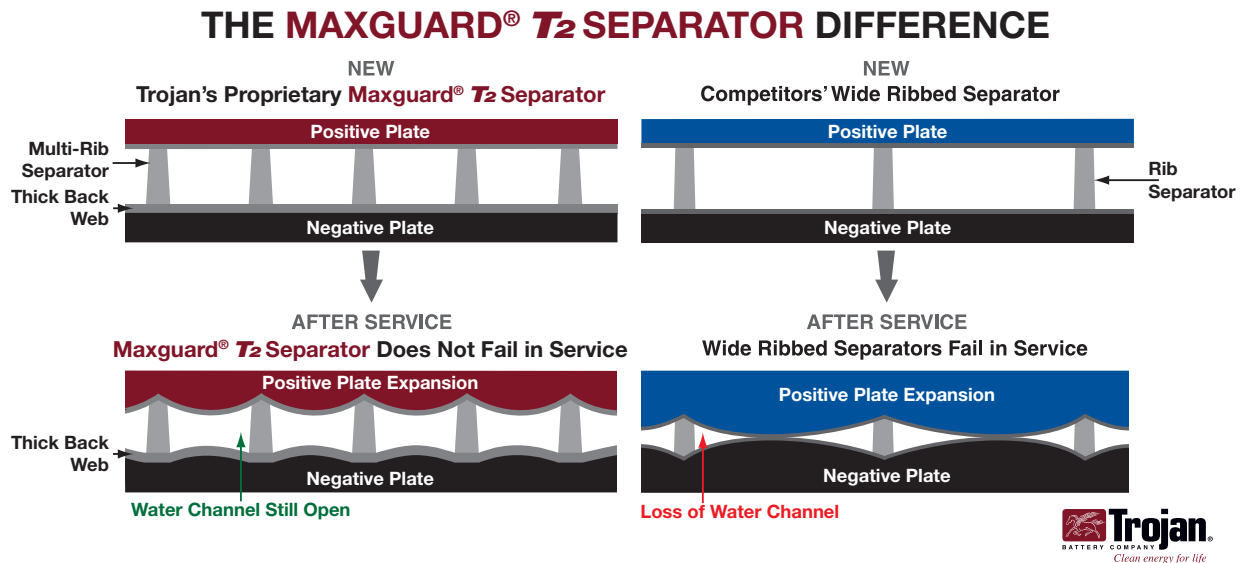 THE MAXGUARD® T2 SEPARATOR DIFFERENCE
NEW
Trojan's Proprietary Maxguard® T2 Separator
Positive Plate
Multi-Rib
Separator
Thick Back
Web
Negative Plate
NEW
Competitors' Wide Ribbed Separator
Positive Plate
Rib
Separator
Negative Plate
AFTER SERVICE
Maxguard® T2 Separator Does Not Fail in Service
Positive Plate Expansion
Thick Back
Web
Negative Plate
Water Channel Still Open
AFTER SERVICE
Wide Ribbed Separators Fail in Service
Positive Plate Expansion
Negative Plate
Loss of Water Channel
Trojan®
BATTERY COMPANY
Clean energy for life